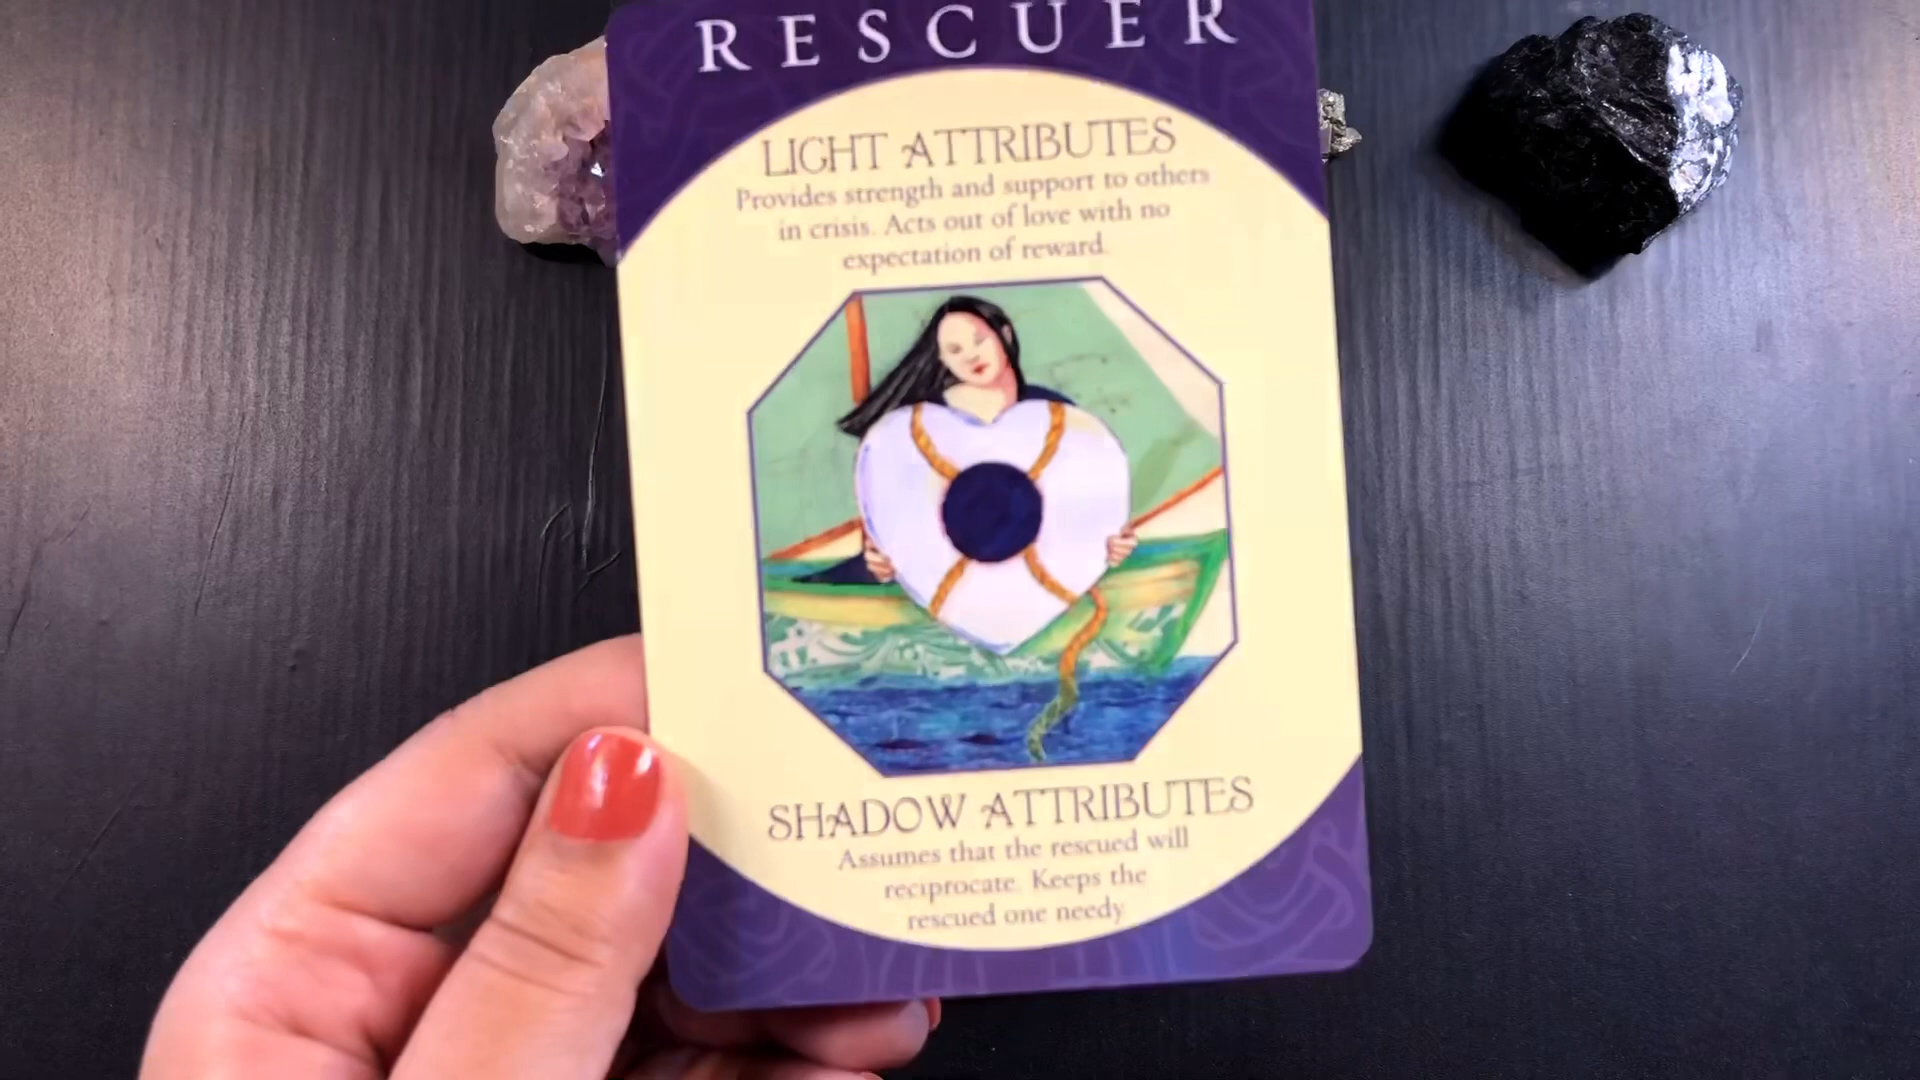 RESCUER
LIGHT ATTRIBUTES
Provides strength and support to others
in crisis. Acts out of love with no
expectation of reward.
SHADOW ATTRIBUTES
Assumes that the rescued will
reciprocate. Keeps the
rescued one needy